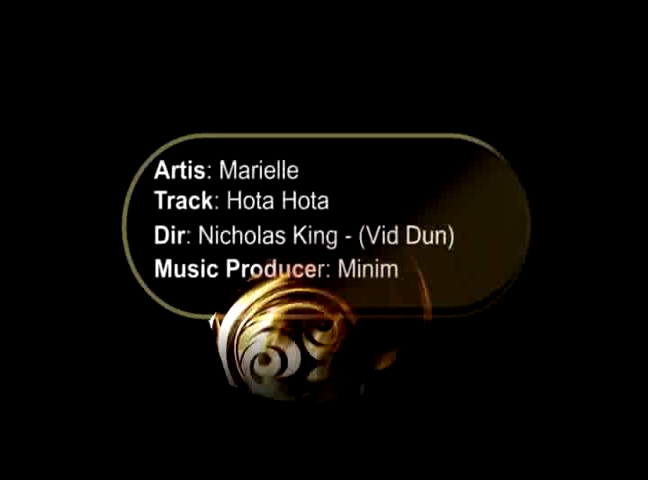 Artis: Marielle
Track: Hota Hota
Dir: Nicholas King - (Vid Dun)
Music Producer: Minim